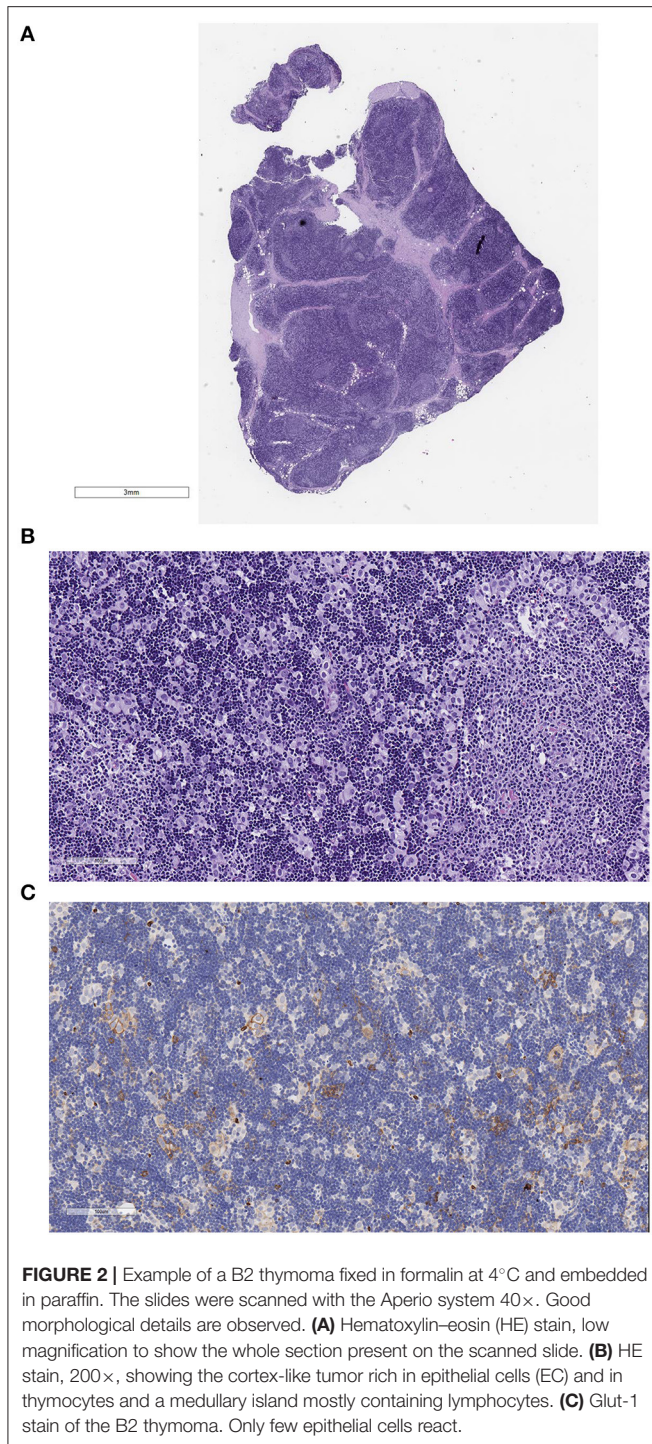 A
3mm
B
C
FIGURE 2 | Example of a B2 thymoma fixed in formalin at 4°C and embedded
in paraffin. The slides were scanned with the Aperio system 40×. Good
morphological details are observed. (A) Hematoxylin–eosin (HE) stain, low
magnification to show the whole section present on the scanned slide. (B) HE
stain, 200×, showing the cortex-like tumor rich in epithelial cells (EC) and in
thymocytes and a medullary island mostly containing lymphocytes. (C) Glut-1
stain of the B2 thymoma. Only few epithelial cells react.